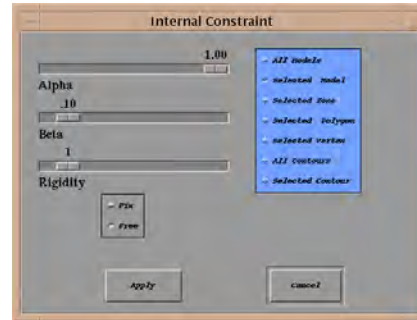 Internal Constraint
1.00
Alpha
.10
Beta
1
Rigidity
Fix
Free
All Models
Selected Model
Selected Zone
Selected Polygon
Selected Vertex
All Contours
Selected Contour
Apply
Cancel